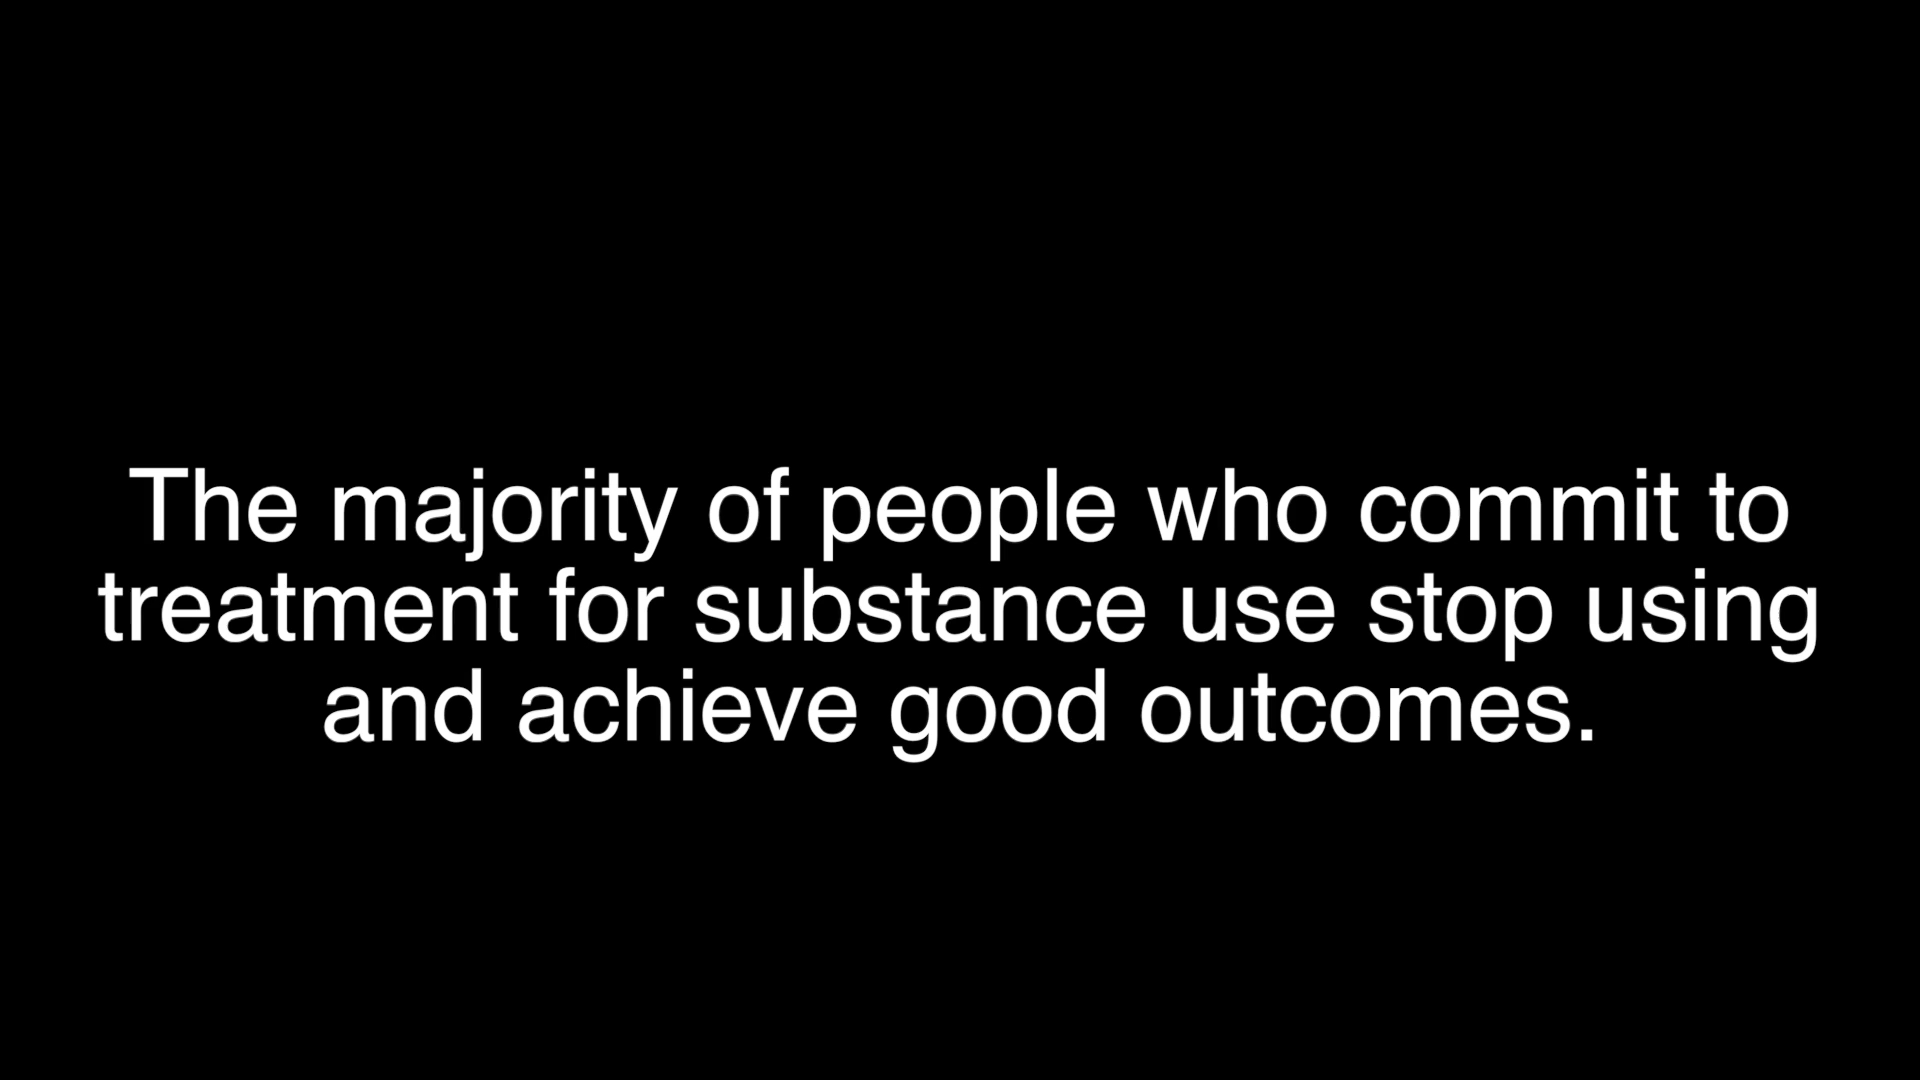 The majority of people who commit to
treatment for substance use stop using
and achieve good outcomes.